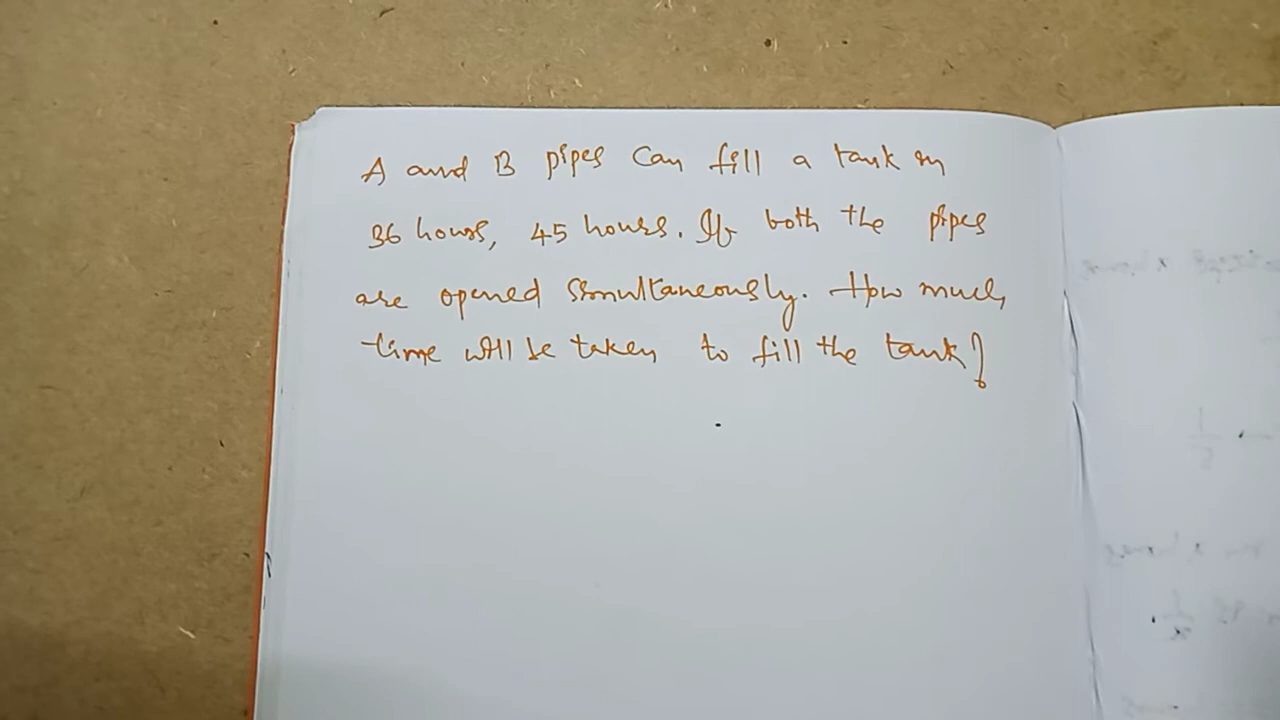 A and B pipes can fill a tank in
36 hours, 45 hours. If both the pipes
are opened simultaneously. How much
time will be taken to fill the tank?